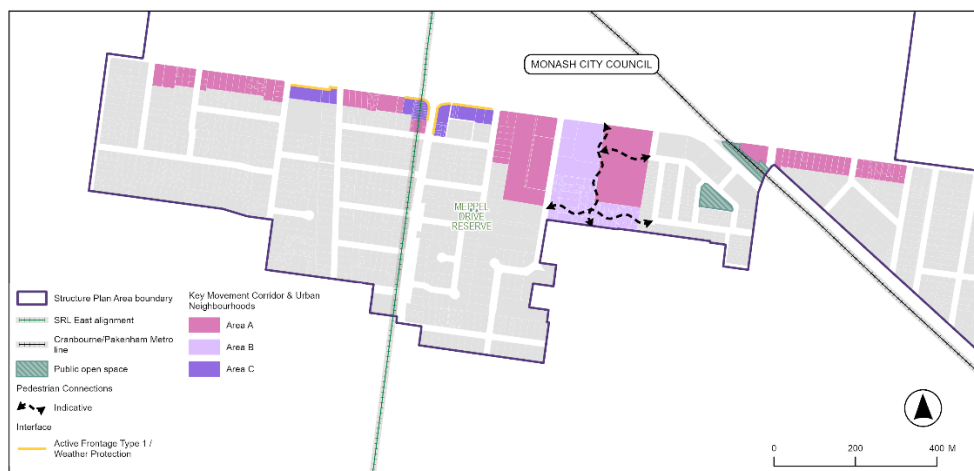 MONASH CITY COUNCIL
MEPPEL
DRIVE
RESERVE
Structure Plan Area boundary
SRL East alignment
Cranbourne/Pakenham Metro
line
Public open space
Pedestrian Connections
Indicative
Interface
Active Frontage Type 1 /
Weather Protection
Key Movement Corridor & Urban
Neighbourhoods
Area A
Area B
Area C
0 200 400 M